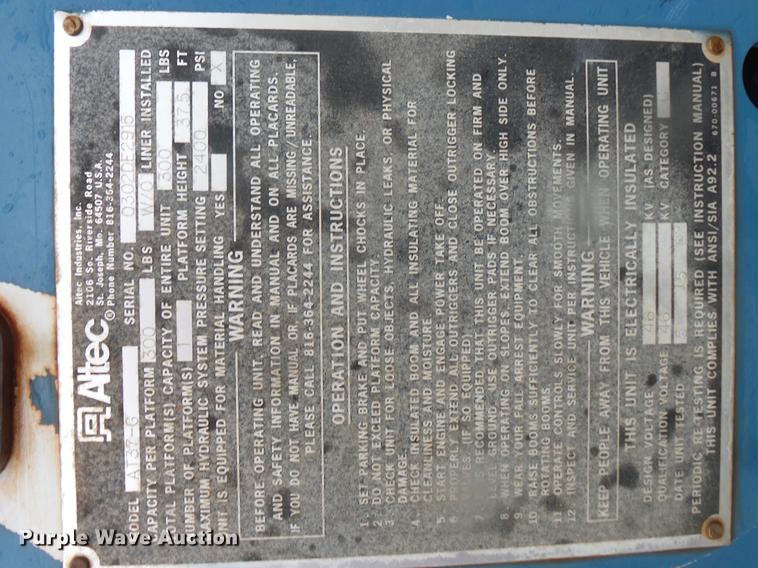 Altec
Altec Industries, Inc.
2106 So. Riverside Road
St. Joseph, Mo. 64507 U.S.A.
Phone Number: 816-364-2244
MODEL AT37-G SERIAL NO. 0302DE2916
CAPACITY PER PLATFORM 300 LBS W/O LINER INSTALLED
TOTAL PLATFORM(S) CAPACITY OF ENTIRE UNIT 300 LBS
NUMBER OF PLATFORM(S) 1 PLATFORM HEIGHT 37.5 FT
MAXIMUM HYDRAULIC SYSTEM PRESSURE SETTING 2400 PSI
UNIT IS EQUIPPED FOR MATERIAL HANDLING YES NO X
WARNING
BEFORE OPERATING UNIT, READ AND UNDERSTAND ALL OPERATING
AND SAFETY INFORMATION IN MANUAL AND ON ALL PLACARDS.
IF YOU DO NOT HAVE MANUAL OR IF PLACARDS ARE MISSING/UNREADABLE,
PLEASE CALL 816-364-2244 FOR ASSISTANCE.
OPERATION AND INSTRUCTIONS
1. SET PARKING BRAKE AND PUT WHEEL CHOCKS IN PLACE.
2. DO NOT EXCEED PLATFORM CAPACITY.
3. CHECK UNIT FOR LOOSE OBJECTS, HYDRAULIC LEAKS, OR PHYSICAL
DAMAGE.
4. CHECK INSULATED BOOM AND ALL INSULATING MATERIAL FOR
CLEANLINESS AND MOISTURE.
5. START ENGINE AND ENGAGE POWER TAKE OFF.
6. PROPERLY EXTEND ALL OUTRIGGERS AND CLOSE OUTRIGGER LOCKING
(IF SO EQUIPPED)
RECOMMENDED THAT THIS UNIT BE OPERATED ON FIRM AND
GROUND. USE OUTRIGGER PADS IF NECESSARY.
8. WHEN OPERATING ON SLOPES, EXTEND BOOM OVER HIGH SIDE ONLY.
9. WEAR YOUR FALL ARREST EQUIPMENT.
10. RAISE BOOMS SUFFICIENTLY TO CLEAR ALL OBSTRUCTIONS BEFORE
ROTATING BOOMS.
11. OPERATE CONTROLS SLOWLY FOR SMOOTH MOVEMENTS.
12. INSPECT AND SERVICE UNIT PER INSTRUCTIONS GIVEN IN MANUAL.
WARNING
KEEP PEOPLE AWAY FROM THIS VEHICLE WHILE OPERATING UNIT
THIS UNIT IS ELECTRICALLY INSULATED
DESIGN VOLTAGE 46 KV (AS DESIGNED)
QUALIFICATION VOLTAGE 46 KV CATEGORY
DATE UNIT TESTED
PERIODIC RE-TESTING IS REQUIRED (SEE INSTRUCTION MANUAL)
THIS UNIT COMPLIES WITH ANSI/SIA A92.2
670-00671 B
Purple Wave Auction